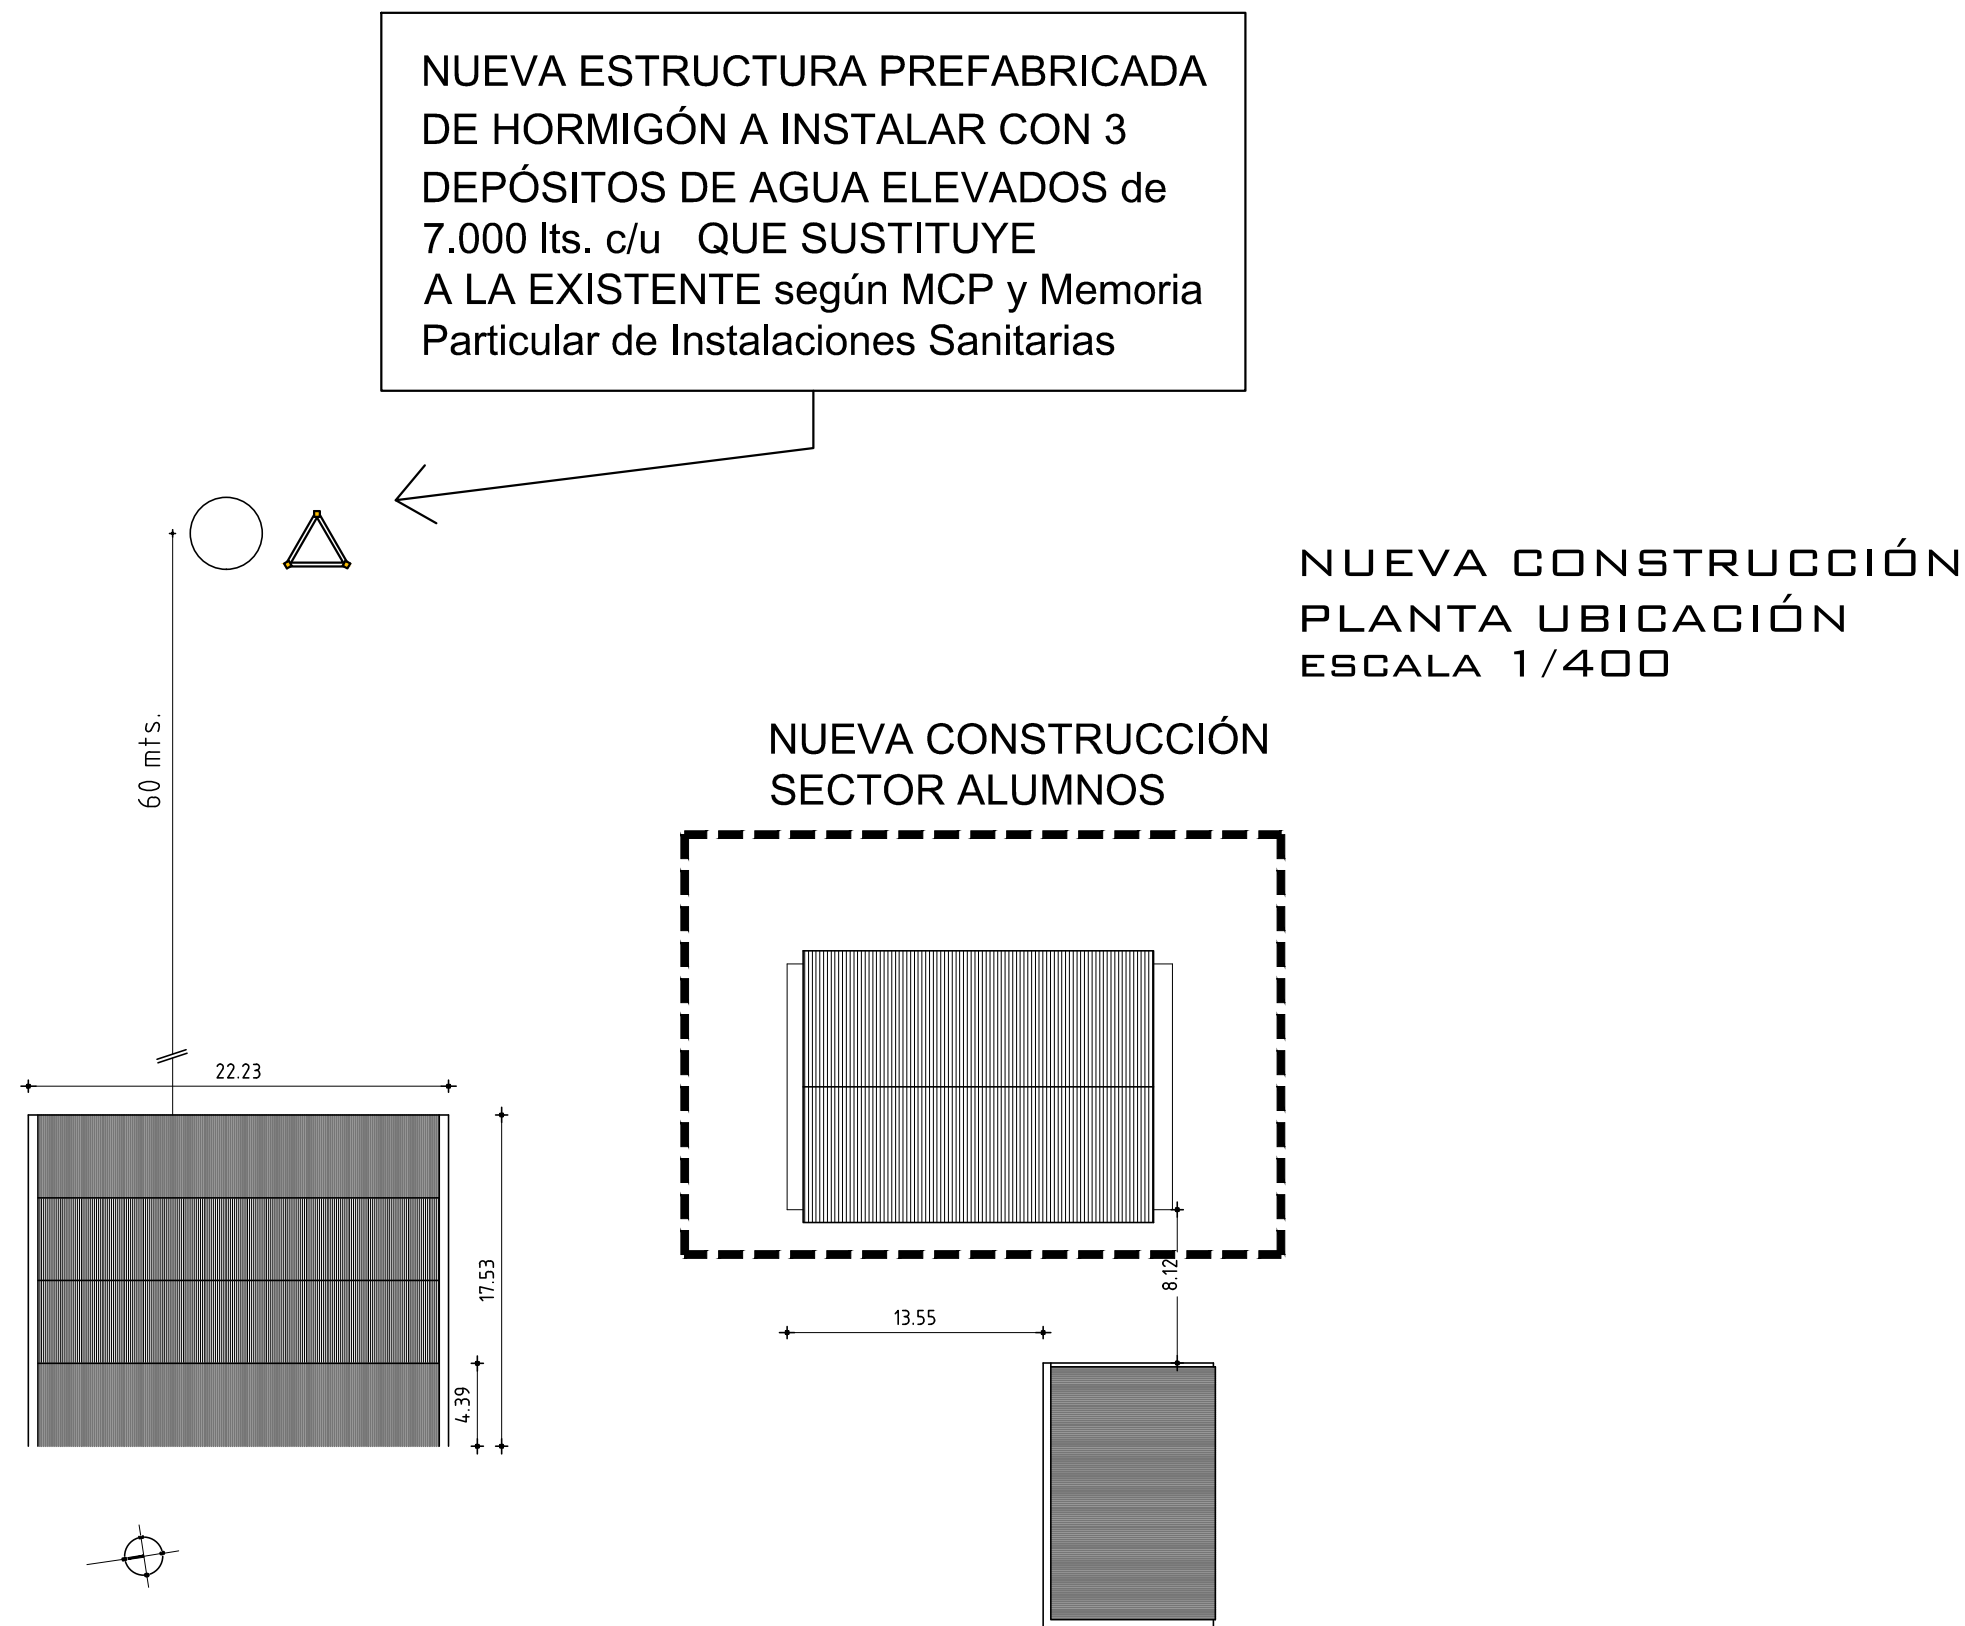 NUEVA ESTRUCTURA PREFABRICADA
DE HORMIGÓN A INSTALAR CON 3
DEPÓSITOS DE AGUA ELEVADOS de
7.000 lts. c/u QUE SUSTITUYE
A LA EXISTENTE según MCP y Memoria
Particular de Instalaciones Sanitarias
NUEVA CONSTRUCCIÓN
PLANTA UBICACIÓN
ESCALA 1/400
60 mts.
NUEVA CONSTRUCCIÓN
SECTOR ALUMNOS
22.23
17.53
4.39
8.12
13.55